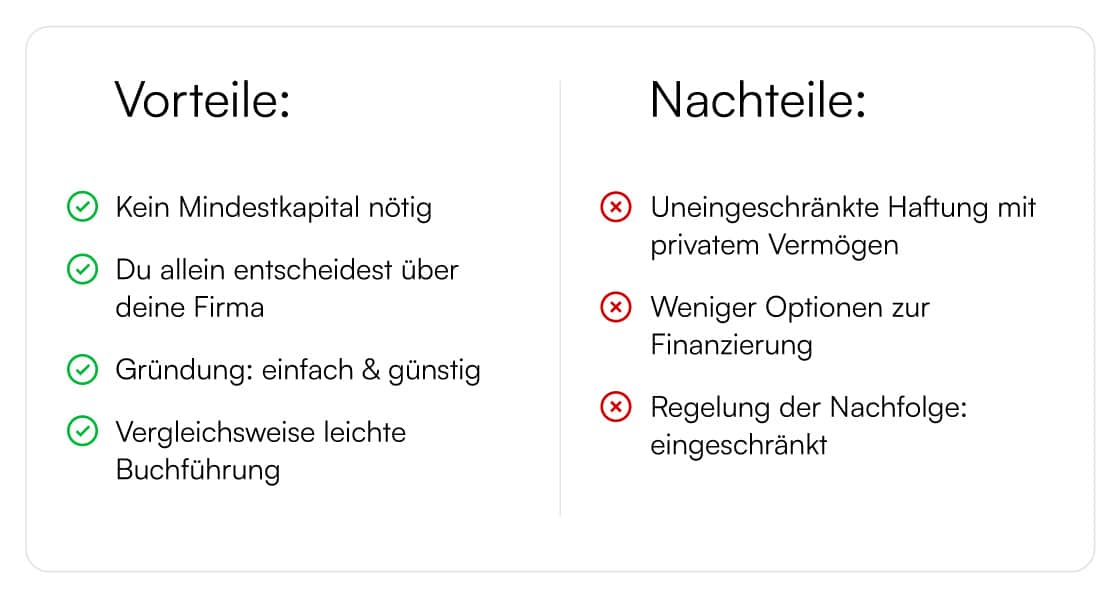 Vorteile:
Kein Mindestkapital nötig
Du allein entscheidest über
deine Firma
Gründung: einfach & günstig
Vergleichsweise leichte
Buchführung
Nachteile:
Uneingeschränkte Haftung mit
privatem Vermögen
Weniger Optionen zur
Finanzierung
Regelung der Nachfolge:
eingeschränkt